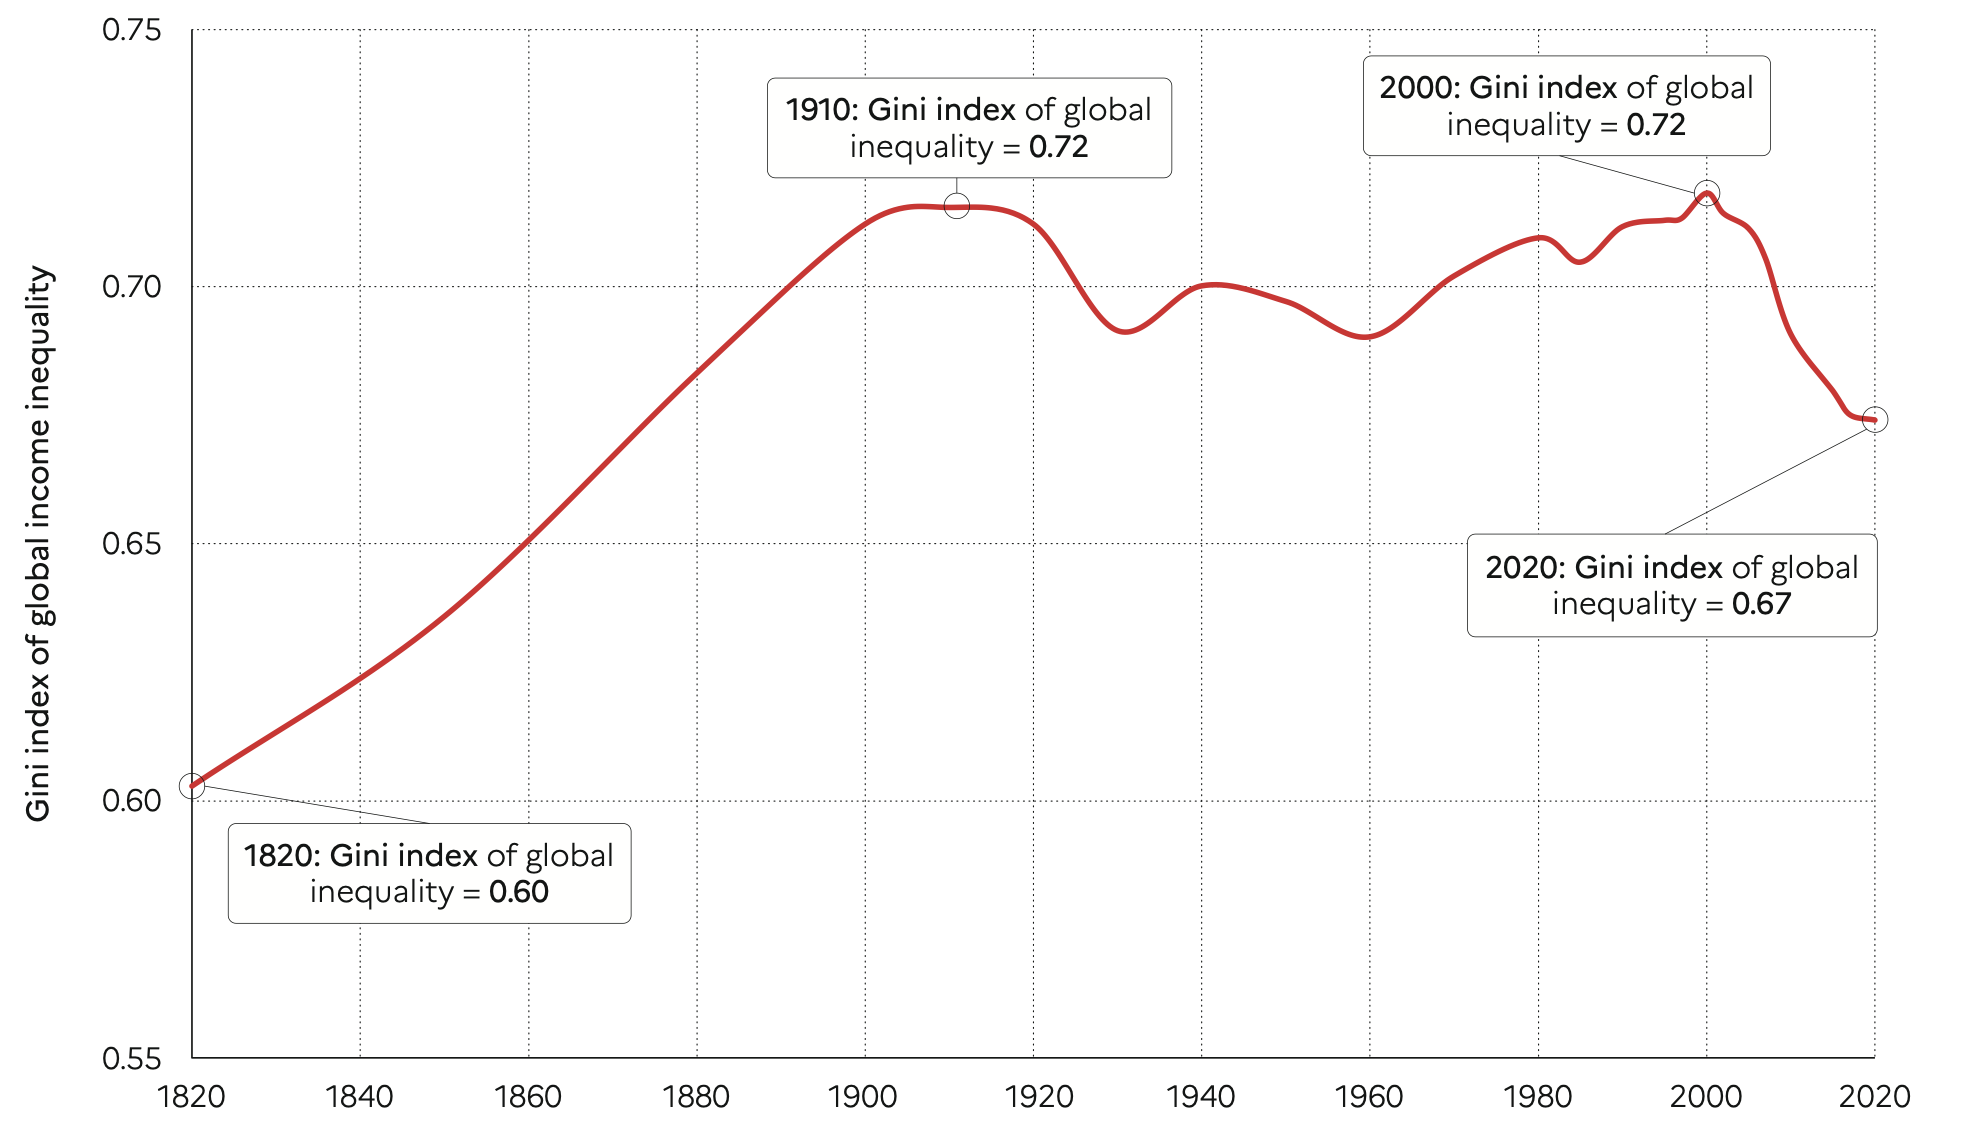 0.75
0.70
0.65
0.60
0.55
Gini index of global income inequality
1910: Gini index of global
inequality = 0.72
2000: Gini index of global
inequality = 0.72
2020: Gini index of global
inequality = 0.67
1820: Gini index of global
inequality = 0.60
1820 1840 1860 1880 1900 1920 1940 1960 1980 2000 2020